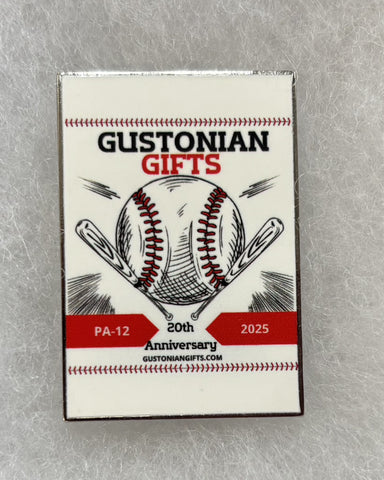 GUSTONIAN
GIFTS
PA-12 20th 2025
Anniversary
GUSTONIANGIFTS.COM